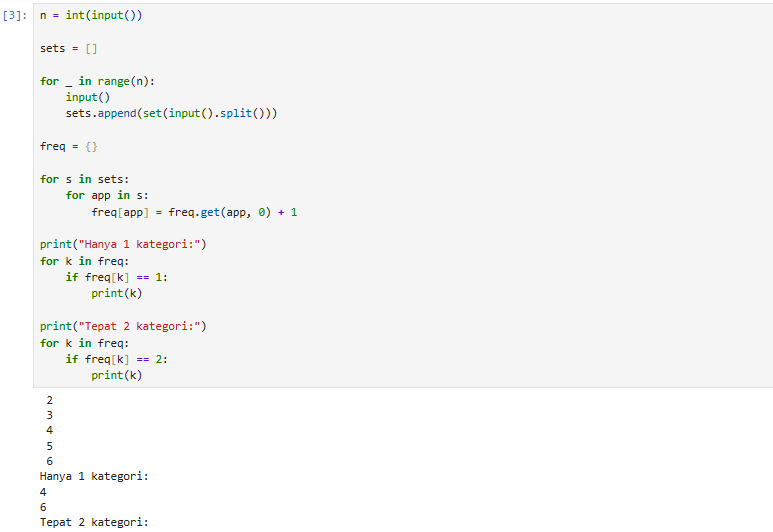 [3]: n = int(input())
sets = []
for _ in range(n):
    input()
    sets.append(set(input().split()))
freq = {}
for s in sets:
    for app in s:
        freq[app] = freq.get(app, 0) + 1
print("Hanya 1 kategori:")
for k in freq:
    if freq[k] == 1:
        print(k)
print("Tepat 2 kategori:")
for k in freq:
    if freq[k] == 2:
        print(k)
2
3
4
5
6
Hanya 1 kategori:
4
6
Tepat 2 kategori: